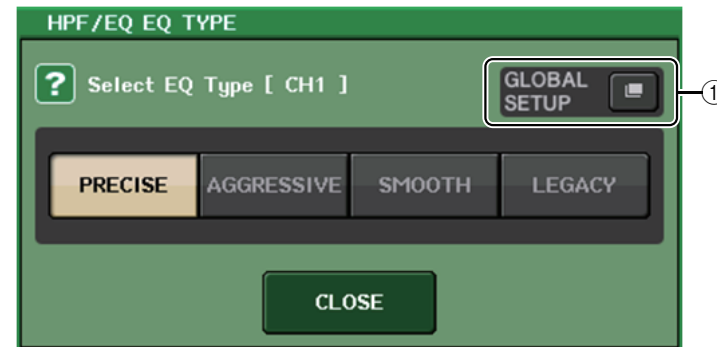 HPF/EQ EQ TYPE
? Select EQ Type [ CH1 ]
GLOBAL
SETUP
①
PRECISE AGGRESSIVE SMOOTH LEGACY
CLOSE